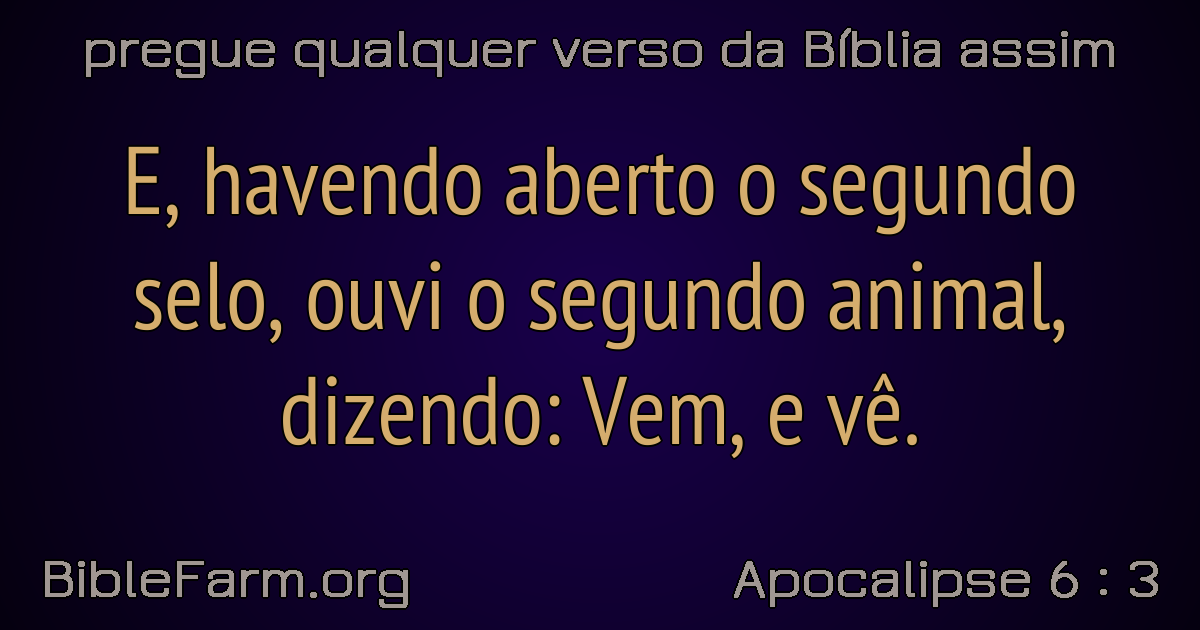 pregue qualquer verso da Bíblia assim
E, havendo aberto o segundo
selo, ouvi o segundo animal,
dizendo: Vem, e vê.
BibleFarm.org
Apocalipse 6 : 3